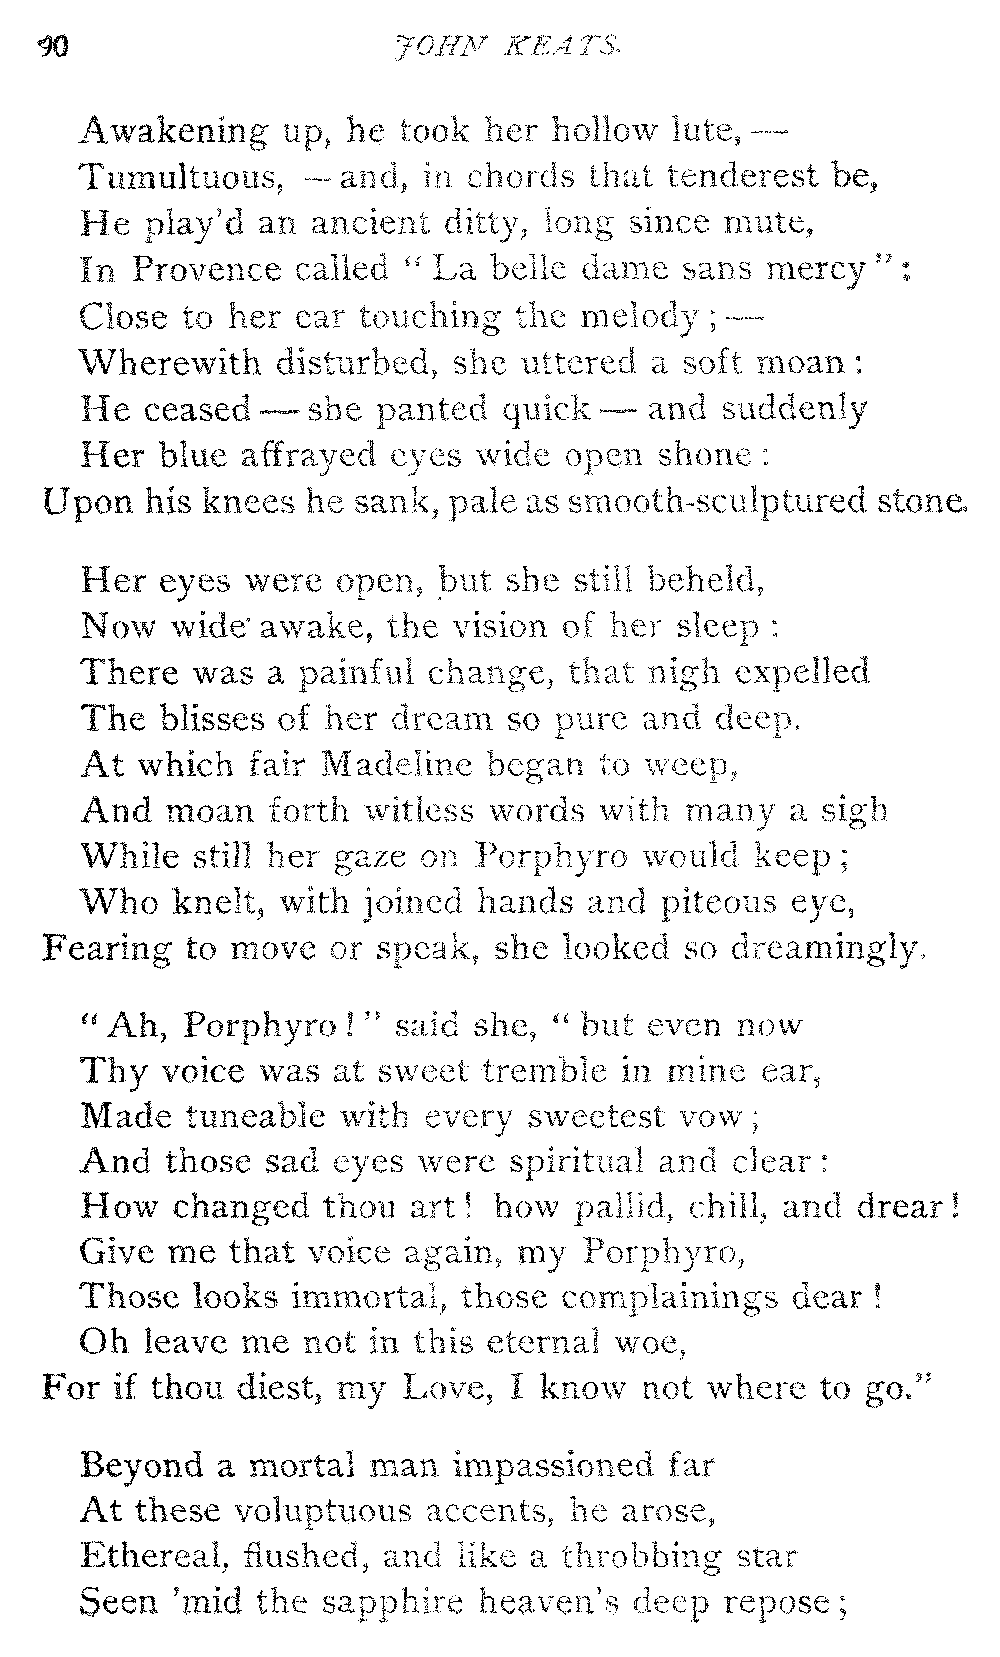 90 JOHN KEATS.
Awakening up, he took her hollow lute,—
Tumultuous, — and, in chords that tenderest be,
He play'd an ancient ditty, long since mute,
In Provence called “ La belle dame sans mercy ” :
Close to her ear touching the melody ; —
Wherewith disturbed, she uttered a soft moan :
He ceased — she panted quick — and suddenly
Her blue affrayed eyes wide open shone :
Upon his knees he sank, pale as smooth-sculptured stone.
Her eyes were open, but she still beheld,
Now wide awake, the vision of her sleep :
There was a painful change, that nigh expelled
The blisses of her dream so pure and deep.
At which fair Madeline began to weep,
And moan forth witless words with many a sigh
While still her gaze on Porphyro would keep ;
Who knelt, with joined hands and piteous eye,
Fearing to move or speak, she looked so dreamingly.
“ Ah, Porphyro ! ” said she, “ but even now
Thy voice was at sweet tremble in mine ear,
Made tuneable with every sweetest vow ;
And those sad eyes were spiritual and clear :
How changed thou art ! how pallid, chill, and drear !
Give me that voice again, my Porphyro,
Those looks immortal, those complainings dear !
Oh leave me not in this eternal woe,
For if thou diest, my Love, I know not where to go.”
Beyond a mortal man impassioned far
At these voluptuous accents, he arose,
Ethereal, flushed, and like a throbbing star
Seen 'mid the sapphire heaven's deep repose ;